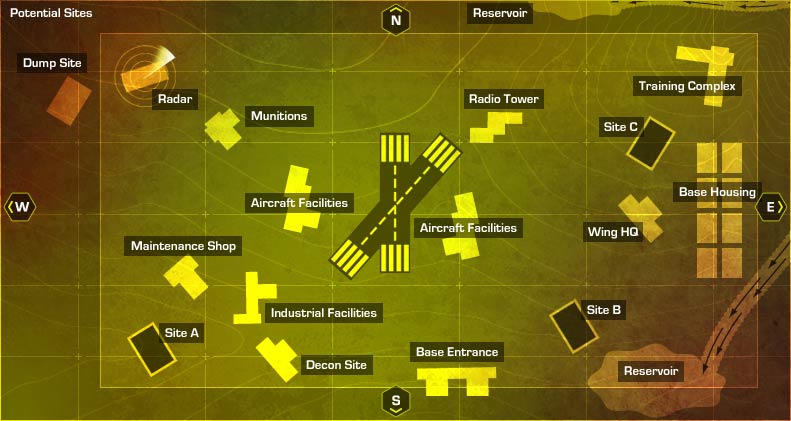 Potential Sites
N
Reservoir
Dump Site
Radar
Training Complex
Munitions
Radio Tower
Site C
W
Aircraft Facilities
Base Housing
E
Aircraft Facilities
Wing HQ
Maintenance Shop
Industrial Facilities
Site B
Site A
Decon Site
Base Entrance
Reservoir
S